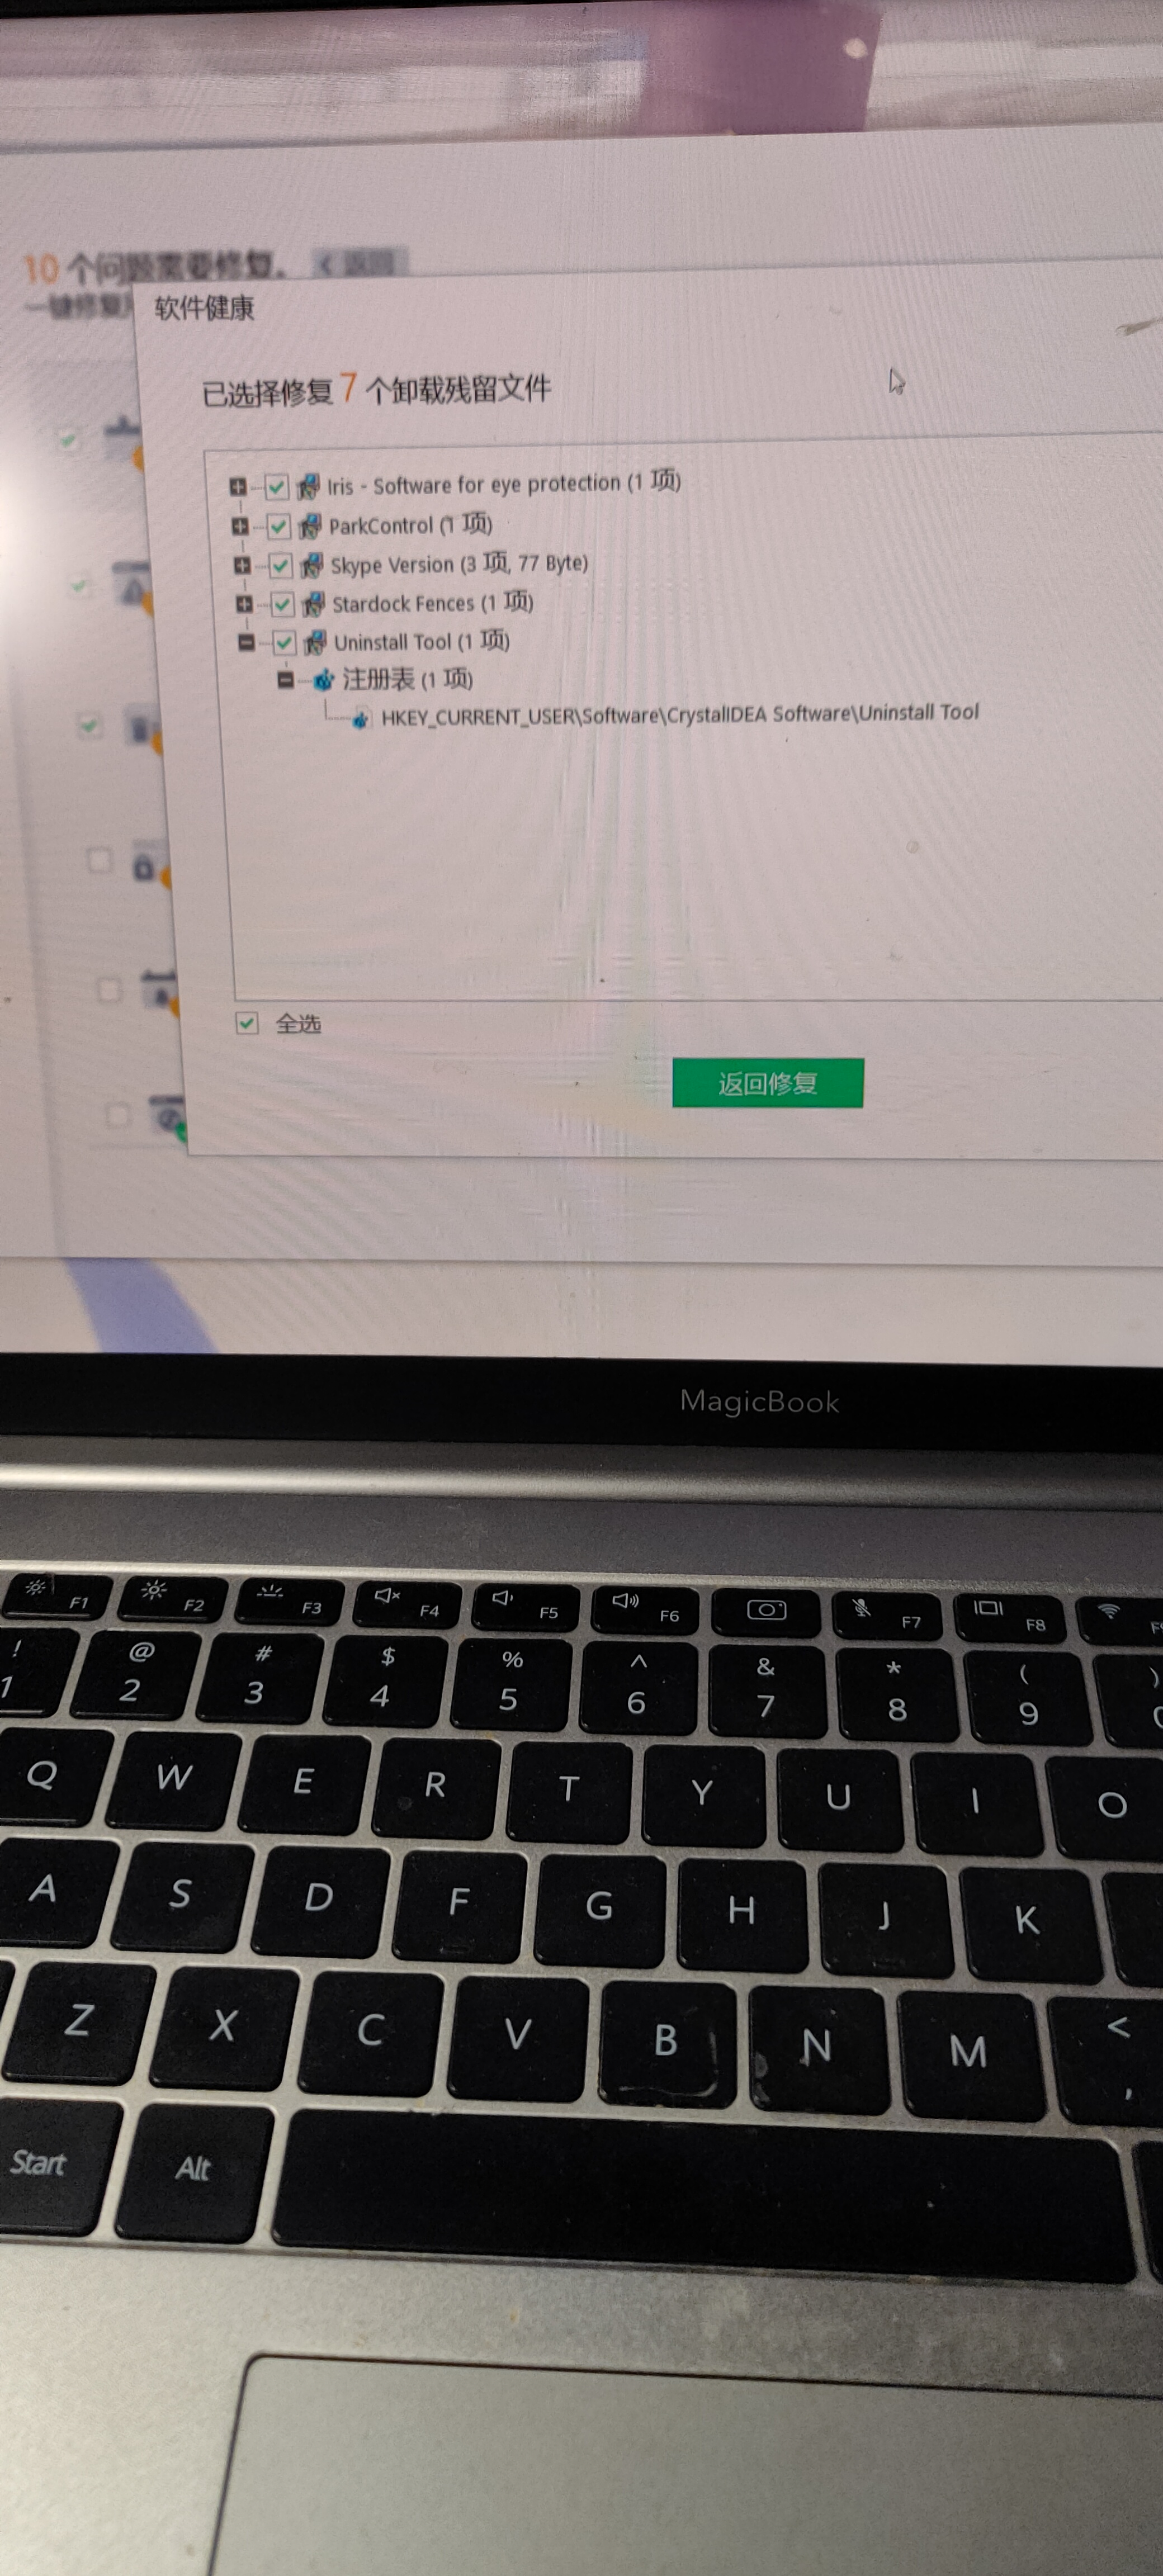 10 个问题需要修复。 < 返回
一键修复
软件健康
已选择修复 7 个卸载残留文件
Iris - Software for eye protection (1 项)
ParkControl (1 项)
Skype Version (3 项, 77 Byte)
Stardock Fences (1 项)
Uninstall Tool (1 项)
注册表 (1 项)
HKEY_CURRENT_USER\Software\CrystalIDEA Software\Uninstall Tool
全选
返回修复
MagicBook
F1 F2 F3 F4 F5 F6 F7 F8
! @ # $ % ^ & * ( )
1 2 3 4 5 6 7 8 9
Q W E R T Y U I O
A S D F G H J K
Z X C V B N M <
,
Start Alt